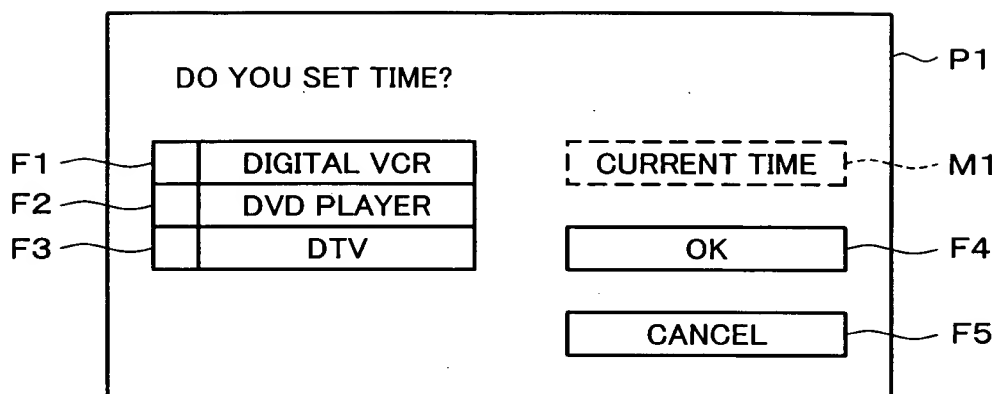 P1
DO YOU SET TIME?
F1 DIGITAL VCR CURRENT TIME M1
F2 DVD PLAYER
F3 DTV OK F4
CANCEL F5